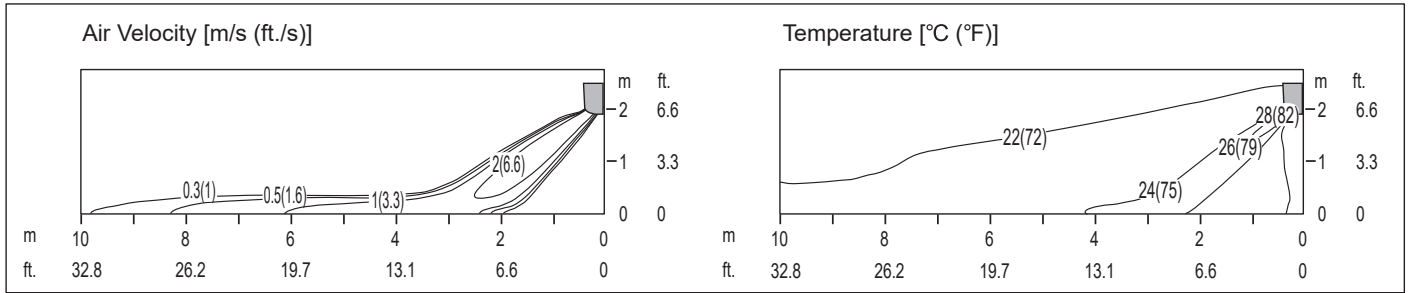 Air Velocity [m/s (ft./s)]
m ft.
2 6.6
2(6.6)
1 3.3
0.3(1) 0.5(1.6) 1(3.3)
0 0
m 10 8 6 4 2 0
ft. 32.8 26.2 19.7 13.1 6.6 0
Temperature [°C (°F)]
m ft.
28(82) 2 6.6
22(72)
26(79) 1 3.3
24(75)
0 0
m 10 8 6 4 2 0
ft. 32.8 26.2 19.7 13.1 6.6 0